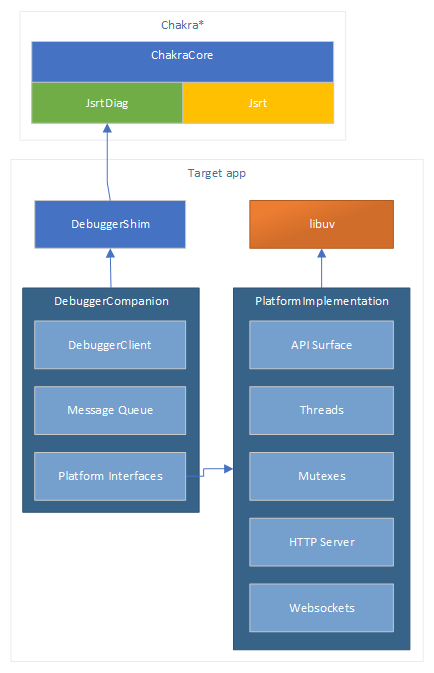 Chakra*
ChakraCore
JsrtDiag
Jsrt
Target app
DebuggerShim
libuv
DebuggerCompanion
DebuggerClient
Message Queue
Platform Interfaces
PlatformImplementation
API Surface
Threads
Mutexes
HTTP Server
Websockets